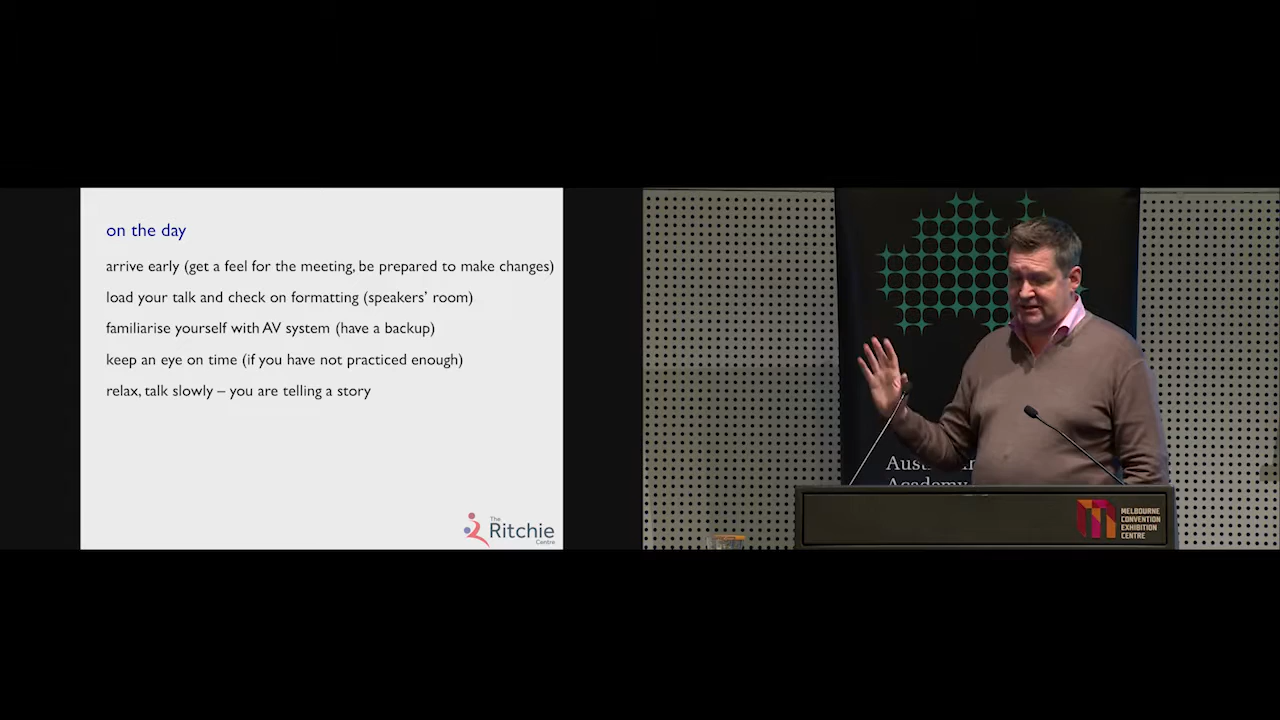 on the day
arrive early (get a feel for the meeting, be prepared to make changes)
load your talk and check on formatting (speakers' room)
familiarise yourself with AV system (have a backup)
keep an eye on time (if you have not practiced enough)
relax, talk slowly – you are telling a story
The
Ritchie
Centre
Academy
MELBOURNE
CONVENTION
EXHIBITION
CENTRE